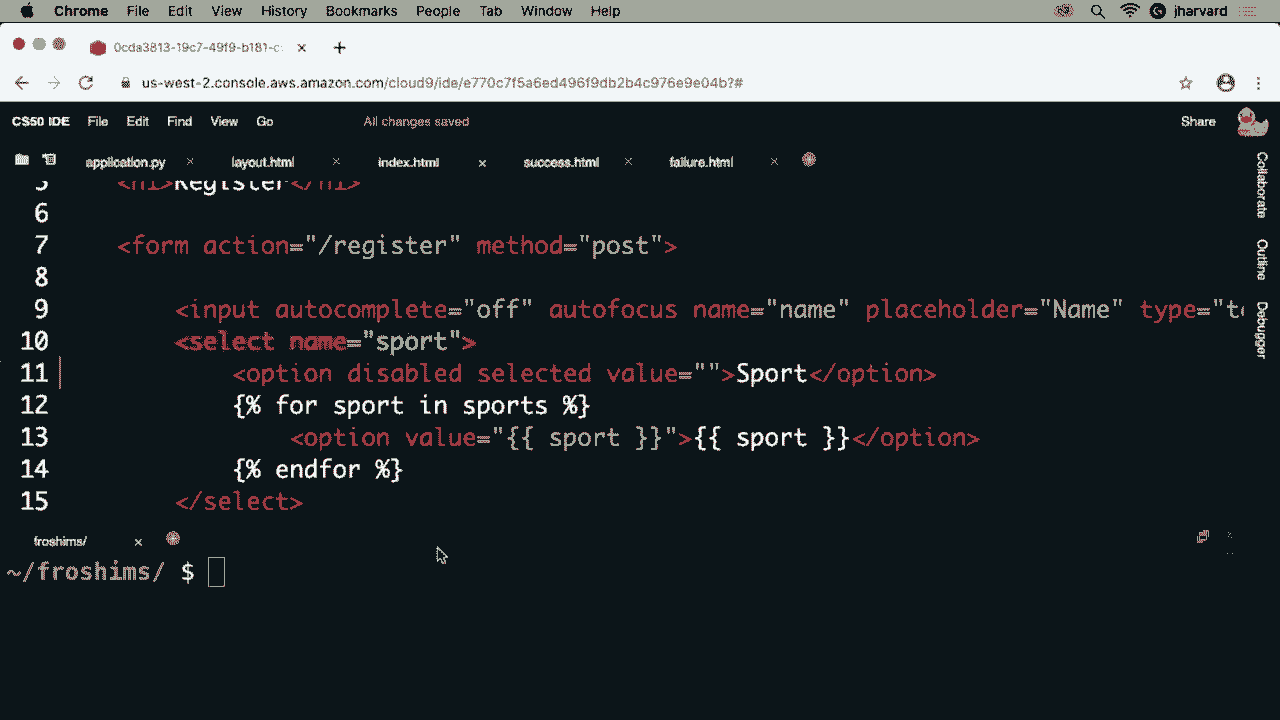 Chrome File Edit View History Bookmarks People Tab Window Help jharvard
0cda3813-19c7-49f9-b181-c
us-west-2.console.aws.amazon.com/cloud9/ide/e770c7f5a6ed496f9db2b4c976e9e04b?#
CS50 IDE File Edit Find View Go All changes saved Share
application.py layout.html index.html success.html failure.html
5 <h1>Register</h1>
6
7 <form action="/register" method="post">
8
9 <input autocomplete="off" autofocus name="name" placeholder="Name" type="te
10 <select name="sport">
11 <option disabled selected value="">Sport</option>
12 {% for sport in sports %}
13 <option value="{{ sport }}">{{ sport }}</option>
14 {% endfor %}
15 </select>
Collaborate
Outline
Debugger
froshims/
~/froshims/ $